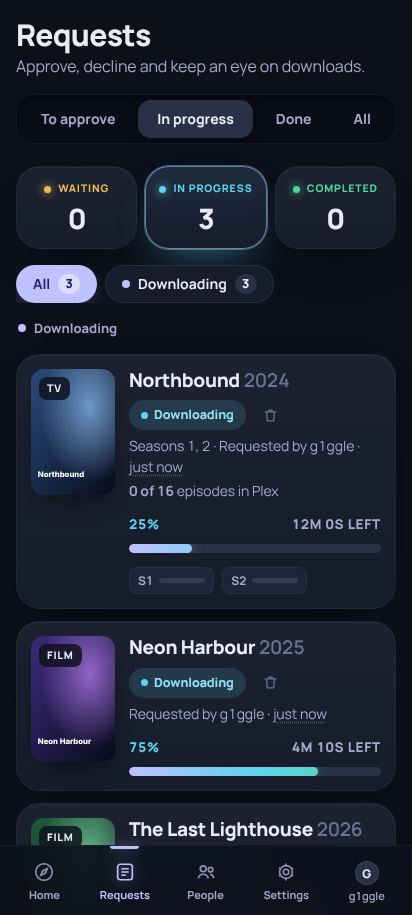 Requests
Approve, decline and keep an eye on downloads.
To approve In progress Done All
WAITING IN PROGRESS COMPLETED
0 3 0
All 3 Downloading 3
Downloading
TV
Northbound
Northbound 2024
Downloading
Seasons 1, 2 · Requested by g1ggle ·
just now
0 of 16 episodes in Plex
25% 12M 0S LEFT
S1 S2
FILM
Neon Harbour
Neon Harbour 2025
Downloading
Requested by g1ggle · just now
75% 4M 10S LEFT
FILM
The Last Lighthouse 2026
G
Home Requests People Settings g1ggle